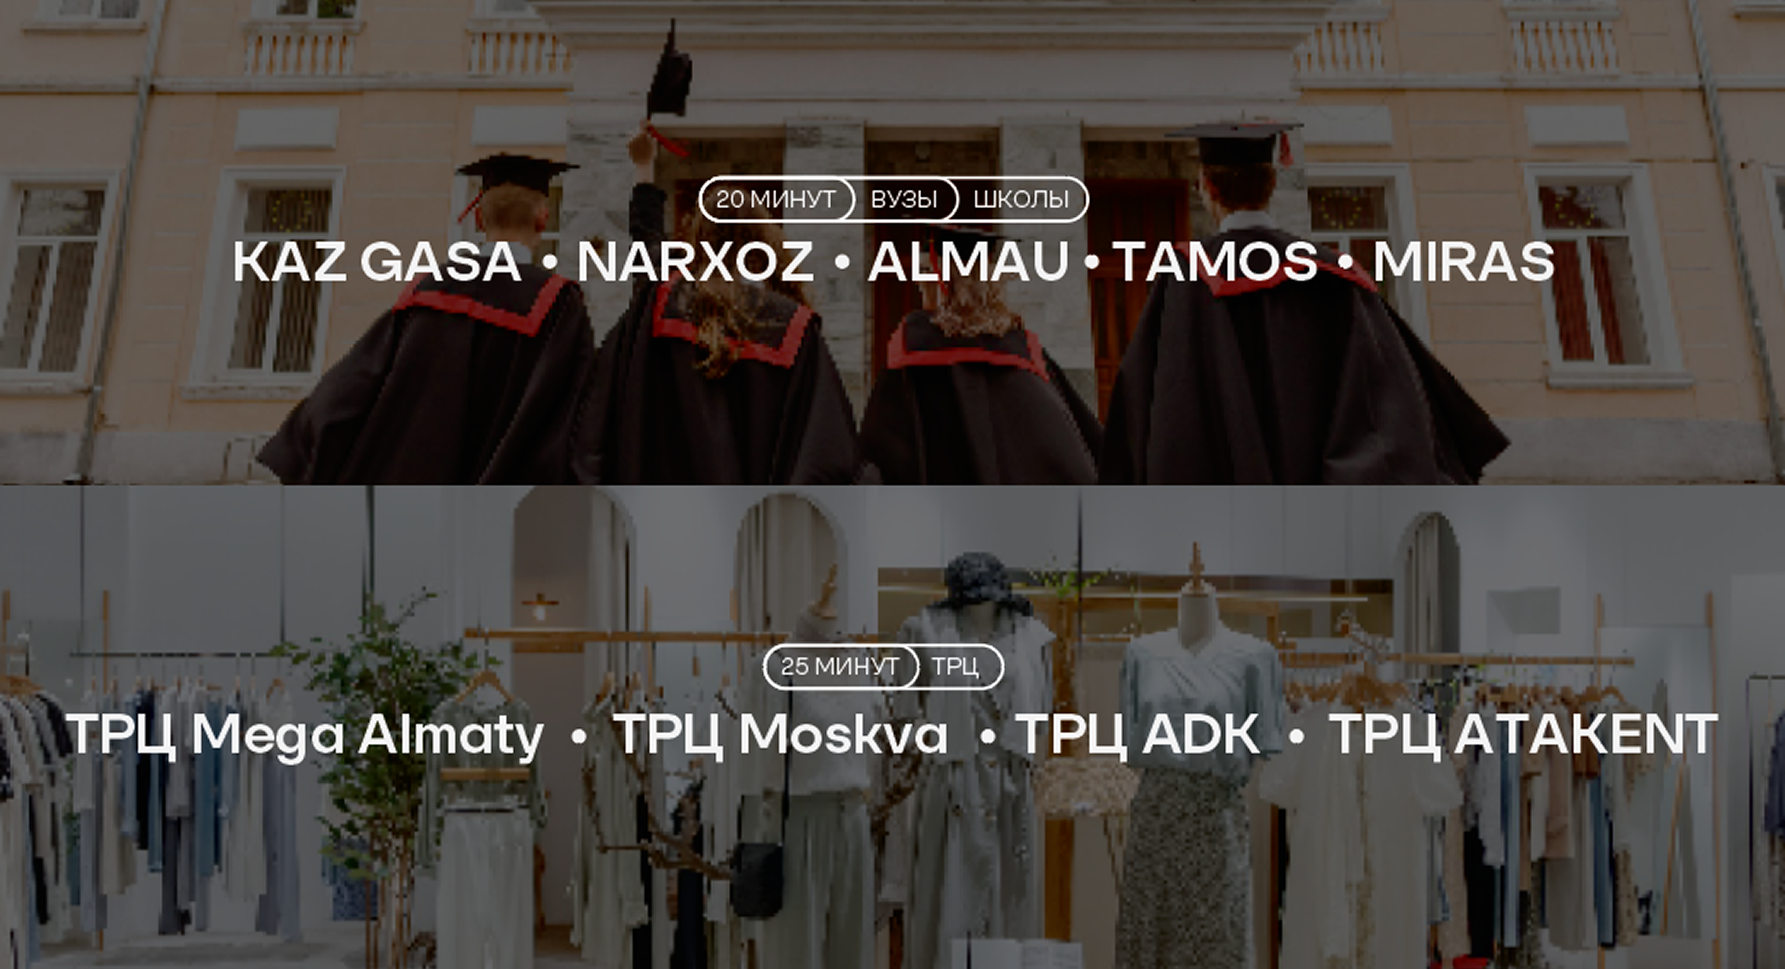 20 МИНУТ ВУЗЫ ШКОЛЫ
KAZ GASA • NARXOZ • ALMAU • TAMOS • MIRAS
25 МИНУТ ТРЦ
ТРЦ Mega Almaty • ТРЦ Moskva • ТРЦ ADK • ТРЦ ATAKENT